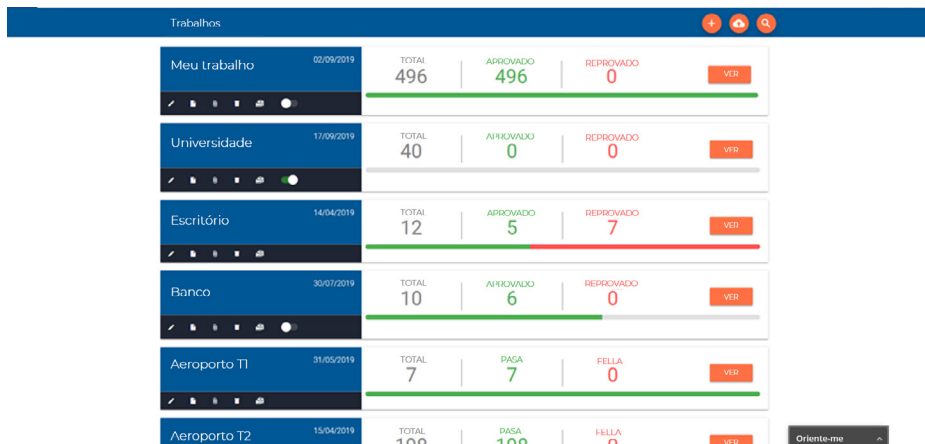 Trabalhos
Meu trabalho 02/09/2019 TOTAL APROVADO REPROVADO
496 496 0 VER
Universidade 17/09/2019 TOTAL APROVADO REPROVADO
40 0 0 VER
Escritório 14/04/2019 TOTAL APROVADO REPROVADO
12 5 7 VER
Banco 30/07/2019 TOTAL APROVADO REPROVADO
10 6 0 VER
Aeroporto T1 31/05/2019 TOTAL PASA FELLA
7 7 0 VER
Aeroporto T2 15/04/2019 TOTAL PASA FELLA
VER
Oriente-me